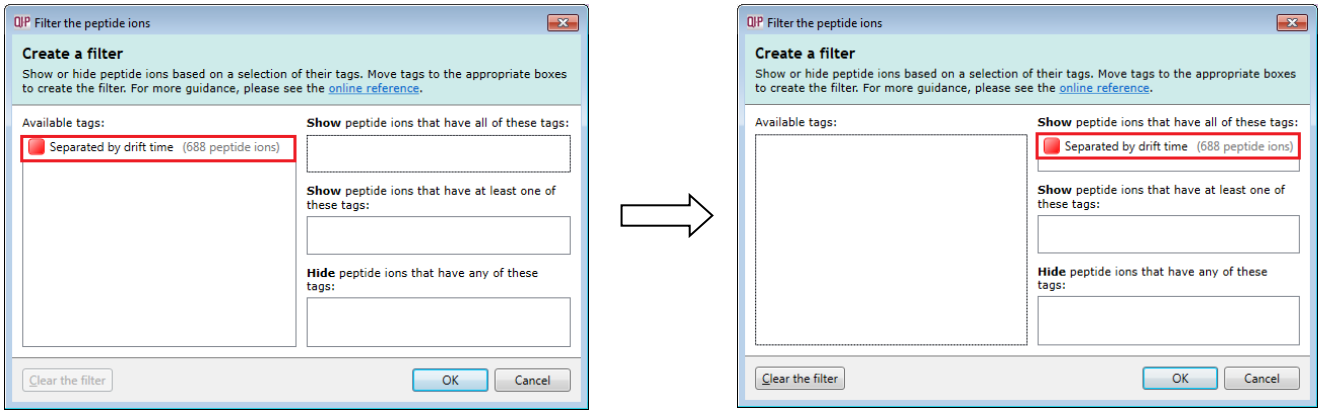 QIP Filter the peptide ions
Create a filter
Show or hide peptide ions based on a selection of their tags. Move tags to the appropriate boxes
to create the filter. For more guidance, please see the online reference.
Available tags:
Separated by drift time (688 peptide ions)
Show peptide ions that have all of these tags:
Show peptide ions that have at least one of
these tags:
Hide peptide ions that have any of these
tags:
Clear the filter
OK
Cancel
QIP Filter the peptide ions
Create a filter
Show or hide peptide ions based on a selection of their tags. Move tags to the appropriate boxes
to create the filter. For more guidance, please see the online reference.
Available tags:
Show peptide ions that have all of these tags:
Separated by drift time (688 peptide ions)
Show peptide ions that have at least one of
these tags:
Hide peptide ions that have any of these
tags:
Clear the filter
OK
Cancel